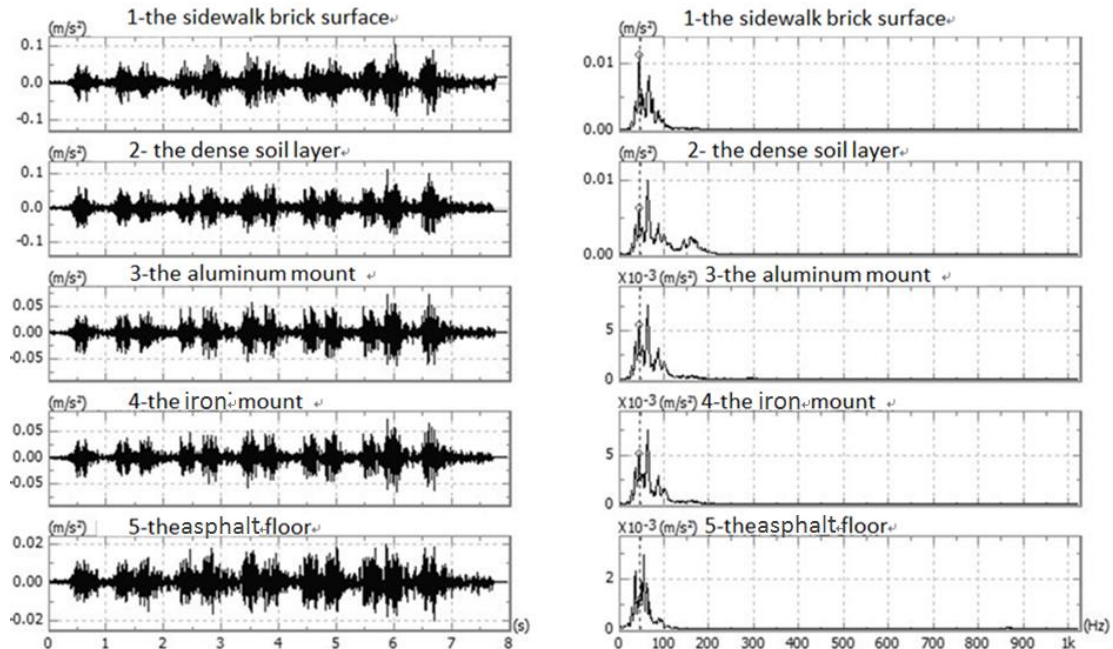 1-the sidewalk brick surface
(m/s²)
0.1
0.0
-0.1
2- the dense soil layer↵
(m/s²)
0.1
0.0
-0.1
3-the aluminum mount ↵
(m/s²)
0.05
0.00
-0.05
4-the iron↵ mount↵
(m/s²)
0.05
0.00
-0.05
5-theasphalt↵floor↵
(m/s²)
0.02
0.00
-0.02
0 1 2 3 4 5 6 7 8 (s)
1-the sidewalk brick surface
(m/s²)
0.01
0.00
2- the dense soil layer↵
(m/s²)
0.01
0.00
X10-3 (m/s²) 3-the aluminum mount ↵
5
0
X10-3 (m/s²) 4-the iron↵mount↵
5
0
X10-3 (m/s²) 5-theasphalt↵floor↵
2
0
0 100 200 300 400 500 600 700 800 900 1k (Hz)